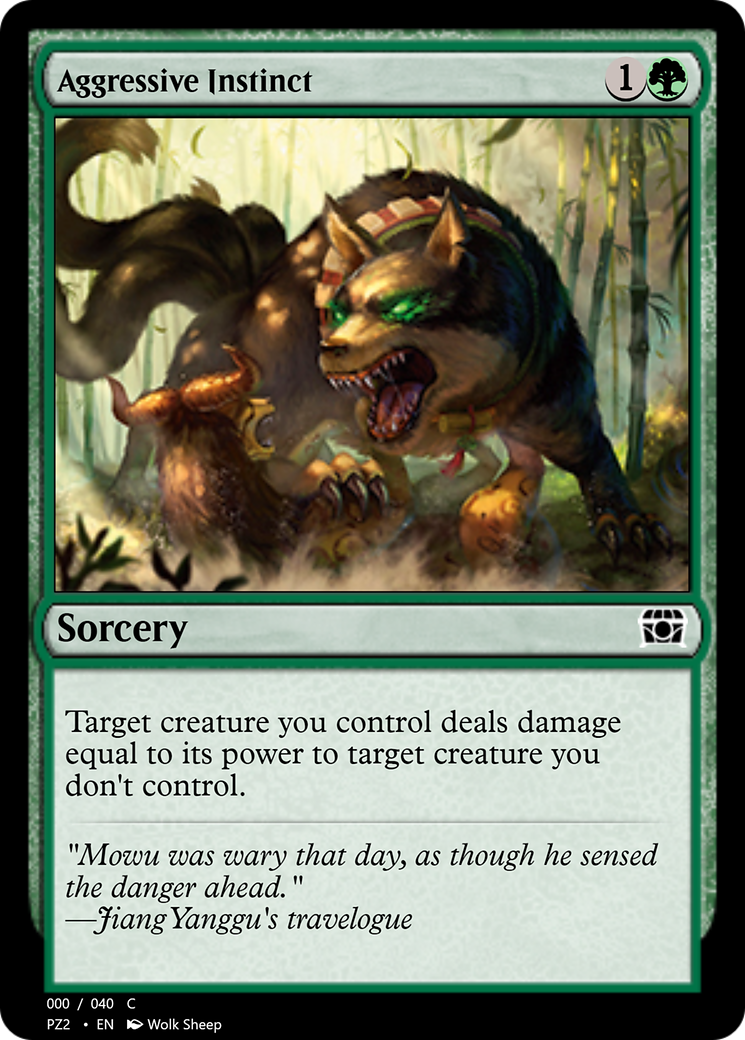 Aggressive Instinct 1
Sorcery
Target creature you control deals damage
equal to its power to target creature you
don't control.
"Mowu was wary that day, as though he sensed
the danger ahead."
—Jiang Yanggu's travelogue
000 / 040 C
PZ2 • EN Wolk Sheep